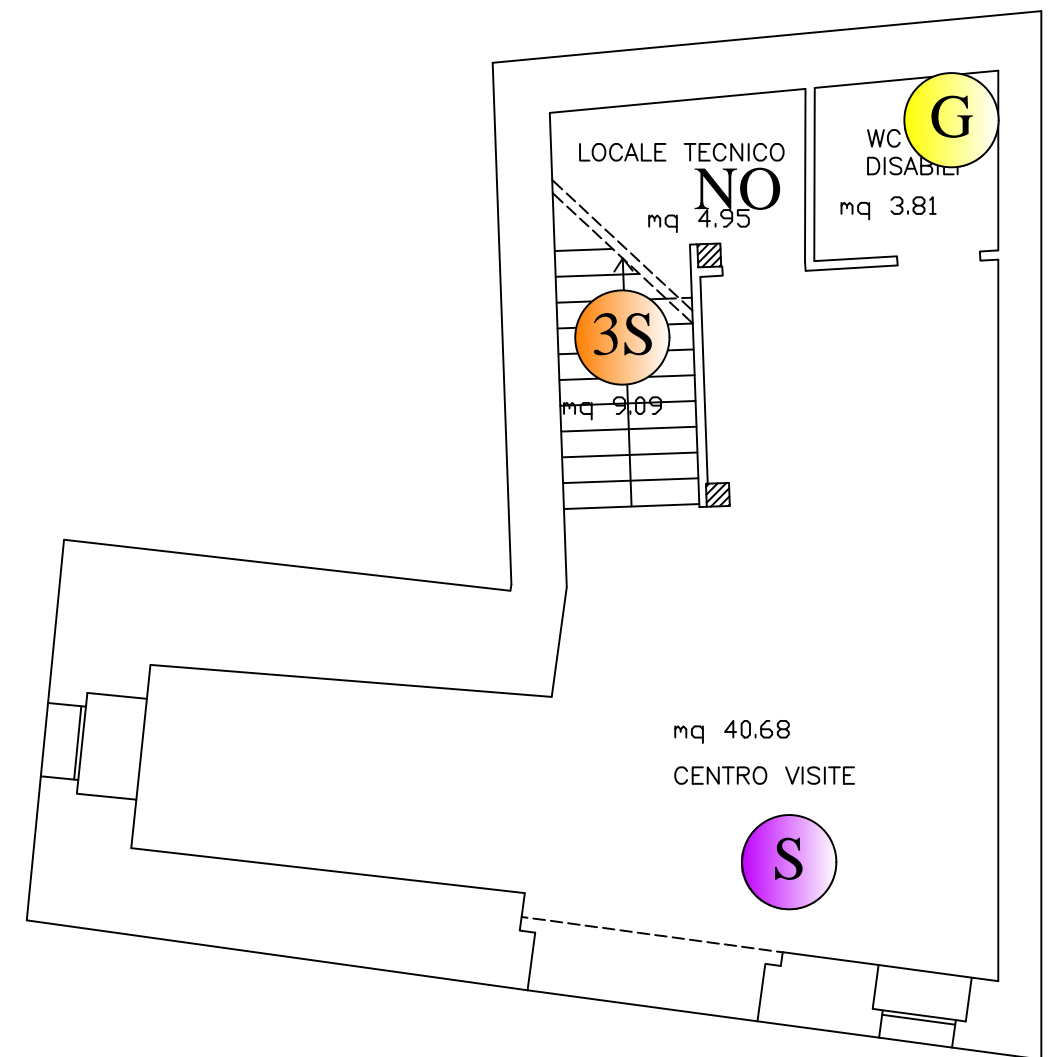 G
WC
DISABILI
LOCALE TECNICO
NO
mq 4.95
mq 3.81
3S
mq 9.09
mq 40.68
CENTRO VISITE
S